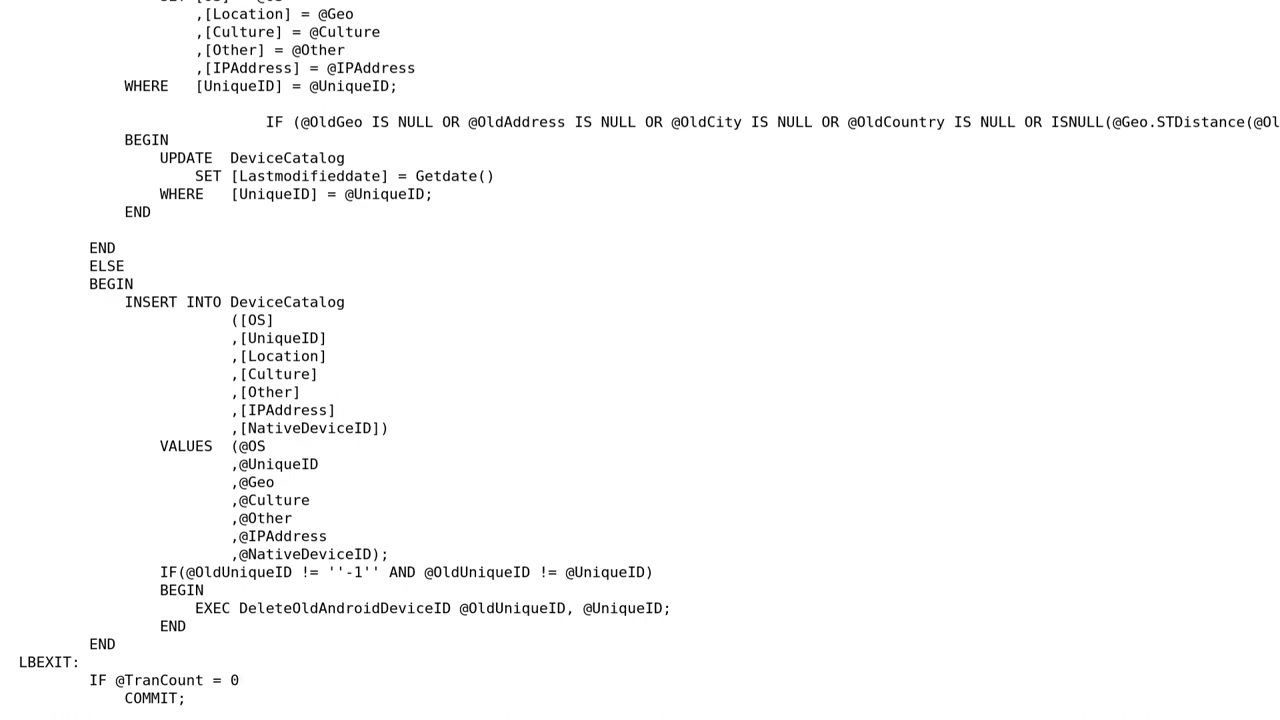 ,[Location] = @Geo
,[Culture] = @Culture
,[Other] = @Other
,[IPAddress] = @IPAddress
WHERE [UniqueID] = @UniqueID;
IF (@OldGeo IS NULL OR @OldAddress IS NULL OR @OldCity IS NULL OR @OldCountry IS NULL OR ISNULL(@Geo.STDistance(@Ol
BEGIN
UPDATE DeviceCatalog
SET [Lastmodifieddate] = Getdate()
WHERE [UniqueID] = @UniqueID;
END
END
ELSE
BEGIN
INSERT INTO DeviceCatalog
([OS]
,[UniqueID]
,[Location]
,[Culture]
,[Other]
,[IPAddress]
,[NativeDeviceID])
VALUES (@OS
,@UniqueID
,@Geo
,@Culture
,@Other
,@IPAddress
,@NativeDeviceID);
IF(@OldUniqueID != ''-1'' AND @OldUniqueID != @UniqueID)
BEGIN
EXEC DeleteOldAndroidDeviceID @OldUniqueID, @UniqueID;
END
END
LBEXIT:
IF @TranCount = 0
COMMIT;